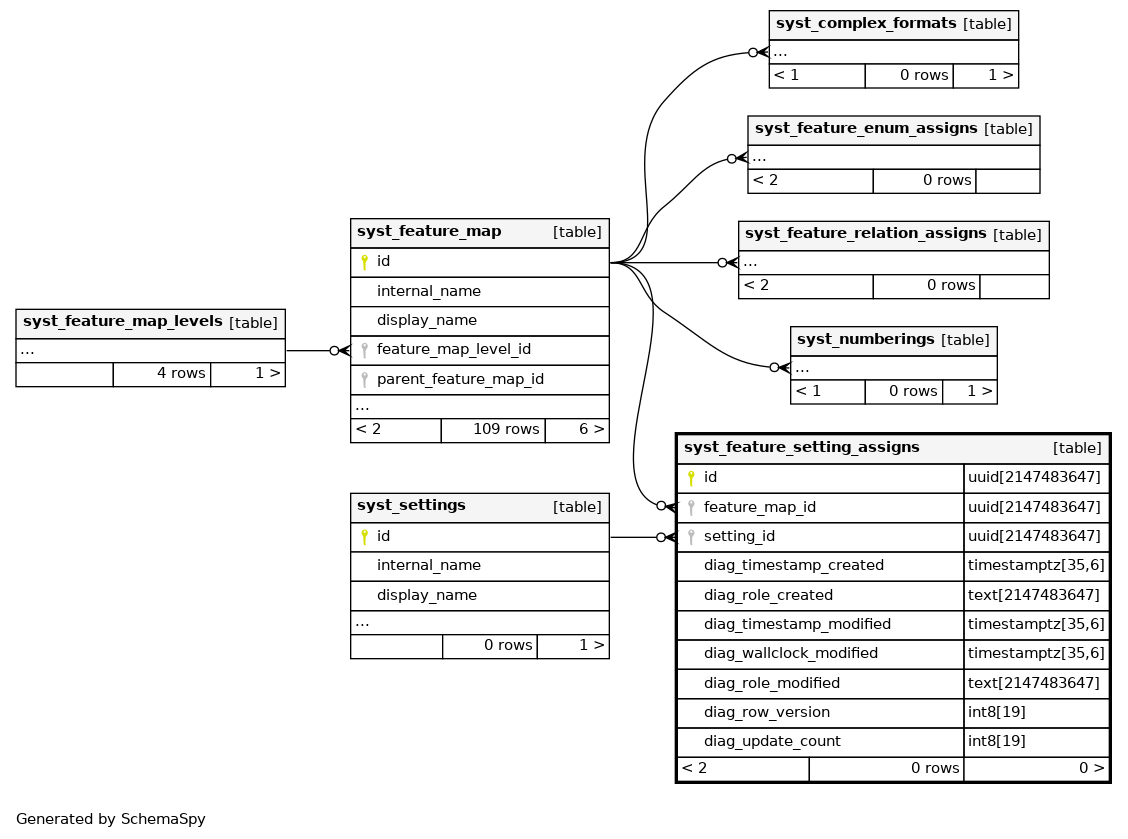 syst_complex_formats [table]
...
< 1 0 rows 1 >
syst_feature_enum_assigns [table]
...
< 2 0 rows
syst_feature_map [table]
id
internal_name
display_name
feature_map_level_id
parent_feature_map_id
...
< 2 109 rows 6 >
syst_feature_relation_assigns [table]
...
< 2 0 rows
syst_feature_map_levels [table]
...
4 rows 1 >
syst_numberings [table]
...
< 1 0 rows 1 >
syst_feature_setting_assigns [table]
id uuid[2147483647]
feature_map_id uuid[2147483647]
setting_id uuid[2147483647]
diag_timestamp_created timestamptz[35,6]
diag_role_created text[2147483647]
diag_timestamp_modified timestamptz[35,6]
diag_wallclock_modified timestamptz[35,6]
diag_role_modified text[2147483647]
diag_row_version int8[19]
diag_update_count int8[19]
< 2 0 rows 0 >
syst_settings [table]
id
internal_name
display_name
...
0 rows 1 >
Generated by SchemaSpy